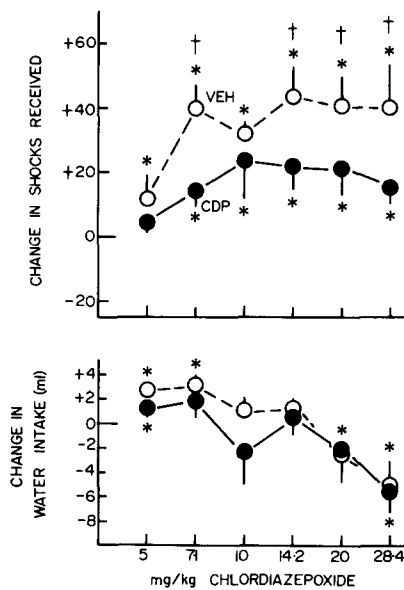 CHANGE IN SHOCKS RECEIVED
+60
+40
+20
0
-20
† † † †
* * * * * *
VEH
CDP
* * * * *
CHANGE IN
WATER INTAKE (ml)
+4
+2
0
-2
-4
-6
-8
* * * *
* *
5 7·1 10 14·2 20 28·4
mg/kg CHLORDIAZEPOXIDE